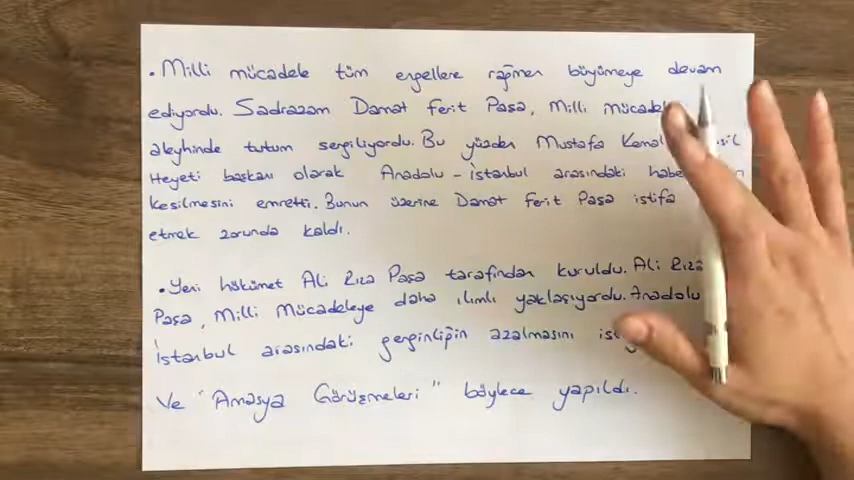 • Milli mücadele tüm engellere rağmen büyümeye devam
ediyordu. Sadrazam Damat Ferit Paşa, Milli Mücadele
aleyhinde tutum sergiliyordu. Bu yüzden Mustafa Kemal
Heyeti başkanı olarak Anadolu - İstanbul arasındaki
kesilmesini emretti. Bunun üzerine Damat Ferit Paşa istifa
etmek zorunda kaldı.
• Yeni hükümet Ali Rıza Paşa tarafından kuruldu. Ali Rıza
Paşa, Milli Mücadeleye daha ılımlı yaklaşıyordu. Anadolu
İstanbul arasındaki gerginliğin azalmasını
Ve "Amasya Görüşmeleri" böylece yapıldı.